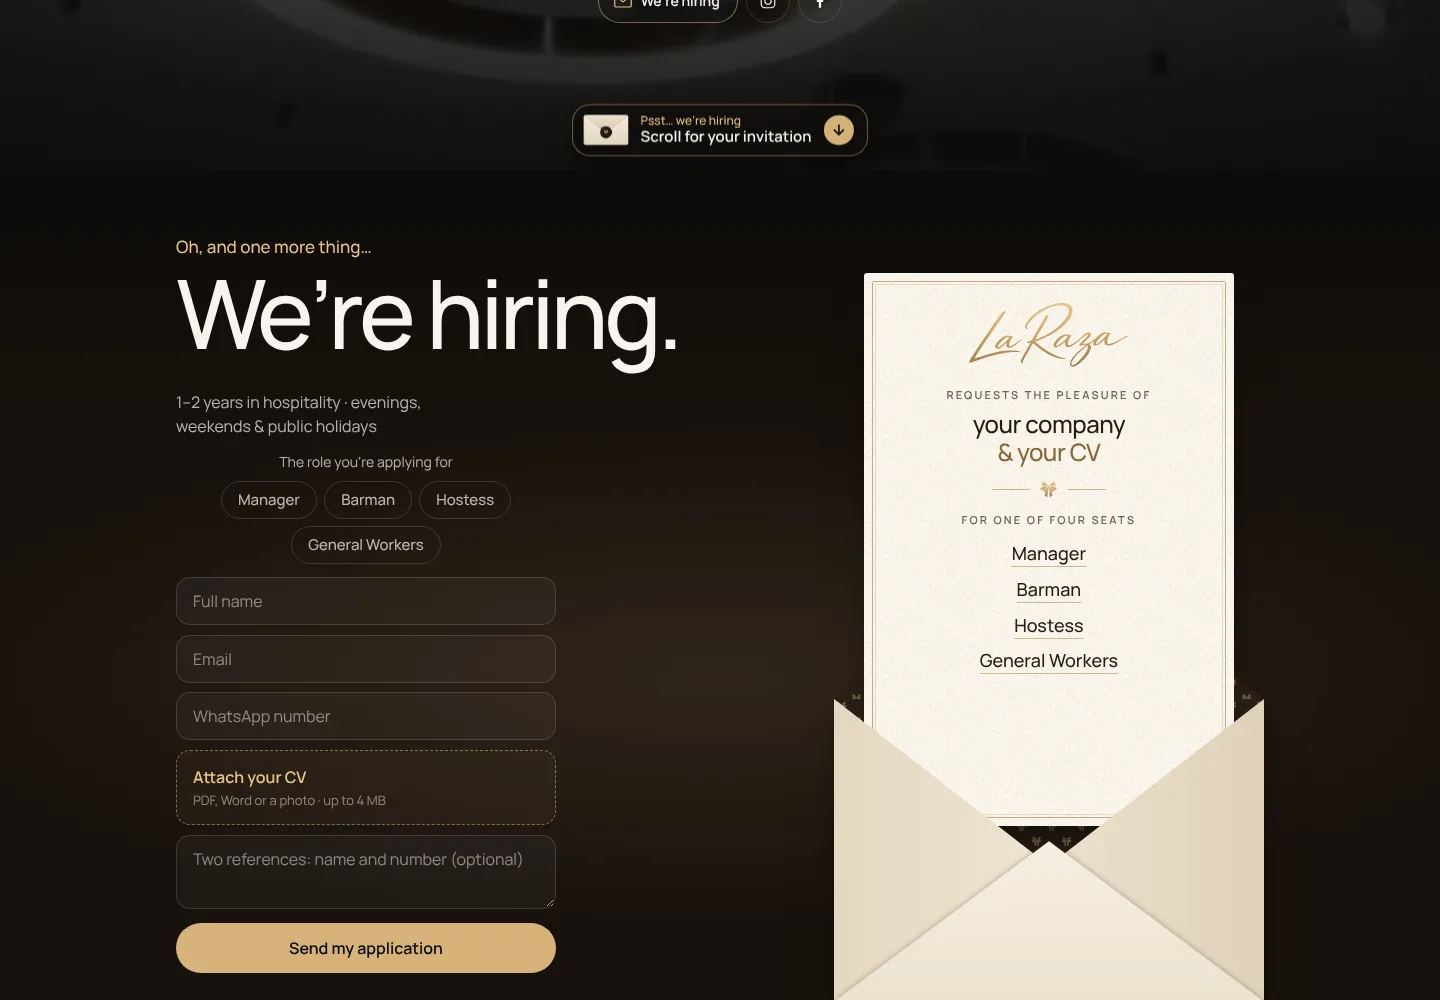 We're hiring
Psst... we're hiring
Scroll for your invitation
Oh, and one more thing...
We’re hiring.
1–2 years in hospitality · evenings,
weekends & public holidays
The role you're applying for
Manager
Barman
Hostess
General Workers
Full name
Email
WhatsApp number
Attach your CV
PDF, Word or a photo · up to 4 MB
Two references: name and number (optional)
Send my application
La Raza
REQUESTS THE PLEASURE OF
your company
& your CV
FOR ONE OF FOUR SEATS
Manager
Barman
Hostess
General Workers